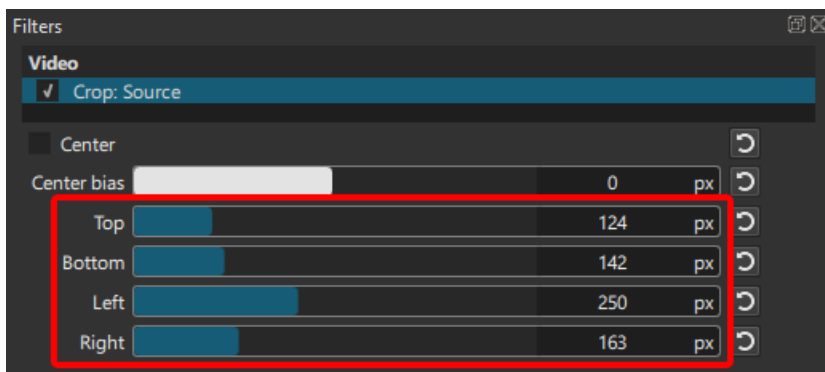 Filters
Video
Crop: Source
Center
Center bias 0 px
Top 124 px
Bottom 142 px
Left 250 px
Right 163 px